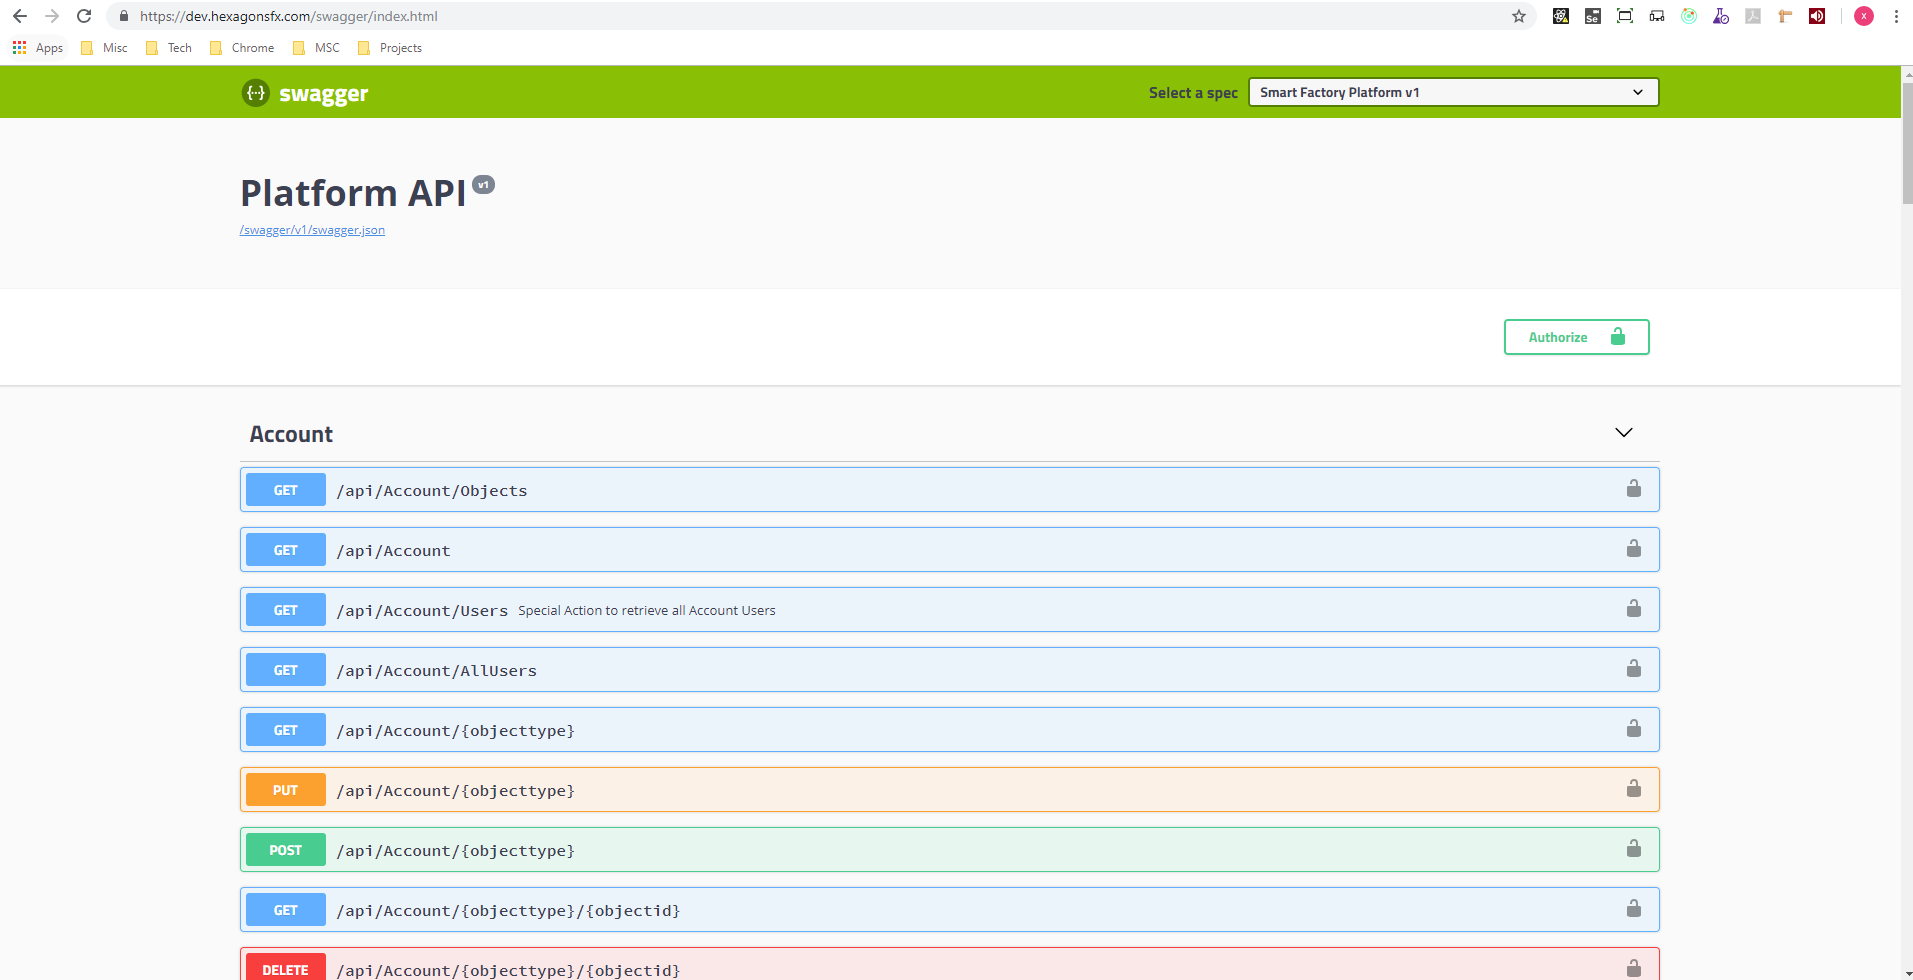 https://dev.hexagonsfx.com/swagger/index.html
Se
x
Apps Misc Tech Chrome MSC Projects
{··} swagger Select a spec Smart Factory Platform v1
Platform API v1
/swagger/v1/swagger.json
Authorize
Account
GET /api/Account/Objects
GET /api/Account
GET /api/Account/Users Special Action to retrieve all Account Users
GET /api/Account/AllUsers
GET /api/Account/{objecttype}
PUT /api/Account/{objecttype}
POST /api/Account/{objecttype}
GET /api/Account/{objecttype}/{objectid}
DELETE /api/Account/{objecttype}/{objectid}